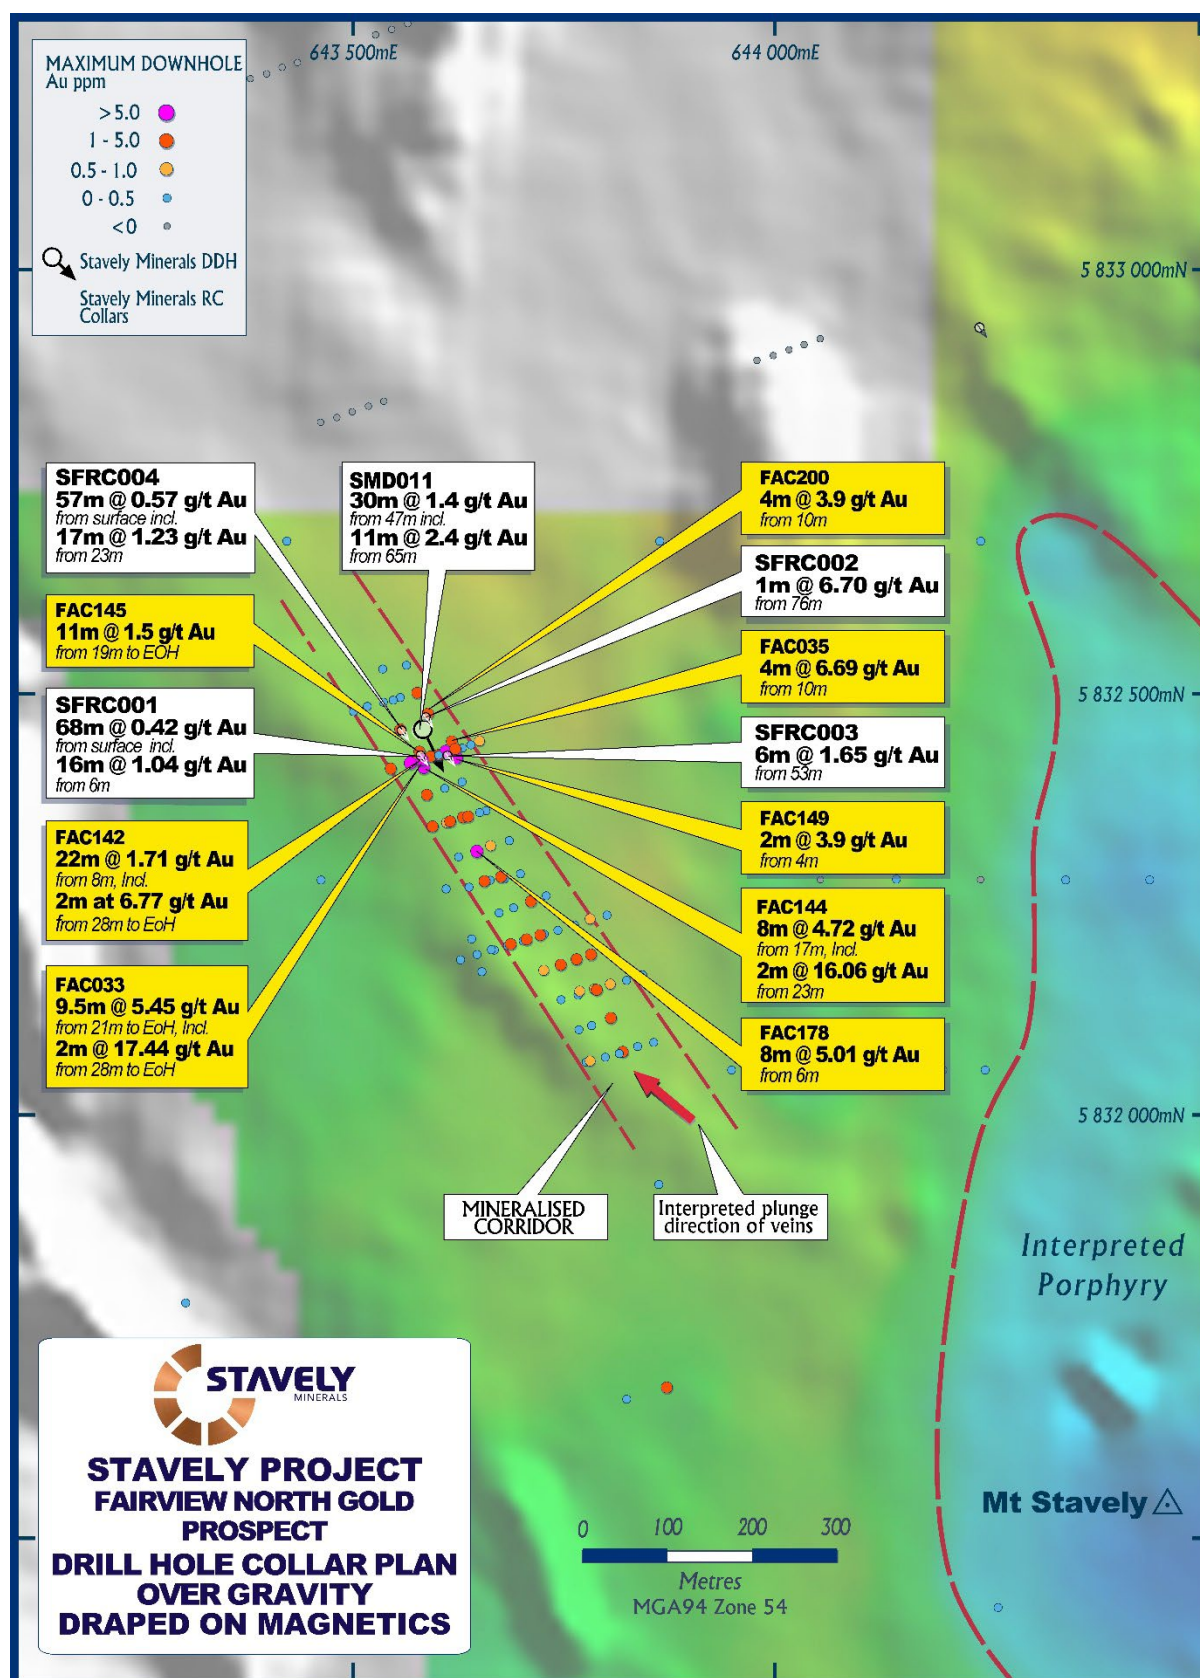 643 500mE
644 000mE
MAXIMUM DOWNHOLE
Au ppm
>5.0
1 - 5.0
0.5 - 1.0
0 - 0.5
<0
Stavely Minerals DDH
Stavely Minerals RC
Collars
5 833 000mN
SFRC004
57m @ 0.57 g/t Au
from surface incl.
17m @ 1.23 g/t Au
from 23m
SMD011
30m @ 1.4 g/t Au
from 47m incl.
11m @ 2.4 g/t Au
from 65m
FAC200
4m @ 3.9 g/t Au
from 10m
SFRC002
1m @ 6.70 g/t Au
from 76m
FAC145
11m @ 1.5 g/t Au
from 19m to EOH
FAC035
4m @ 6.69 g/t Au
from 10m
5 832 500mN
SFRC001
68m @ 0.42 g/t Au
from surface incl.
16m @ 1.04 g/t Au
from 6m
SFRC003
6m @ 1.65 g/t Au
from 53m
FAC149
2m @ 3.9 g/t Au
from 4m
FAC142
22m @ 1.71 g/t Au
from 8m, Incl.
2m at 6.77 g/t Au
from 28m to EoH
FAC144
8m @ 4.72 g/t Au
from 17m, Incl.
2m @ 16.06 g/t Au
from 23m
FAC033
9.5m @ 5.45 g/t Au
from 21m to EoH, Incl.
2m @ 17.44 g/t Au
from 28m to EoH
FAC178
8m @ 5.01 g/t Au
from 6m
5 832 000mN
MINERALISED
CORRIDOR
Interpreted plunge
direction of veins
Interpreted
Porphyry
STAVELY
MINERALS
STAVELY PROJECT
FAIRVIEW NORTH GOLD
PROSPECT
DRILL HOLE COLLAR PLAN
OVER GRAVITY
DRAPED ON MAGNETICS
Mt Stavely
0 100 200 300
Metres
MGA94 Zone 54